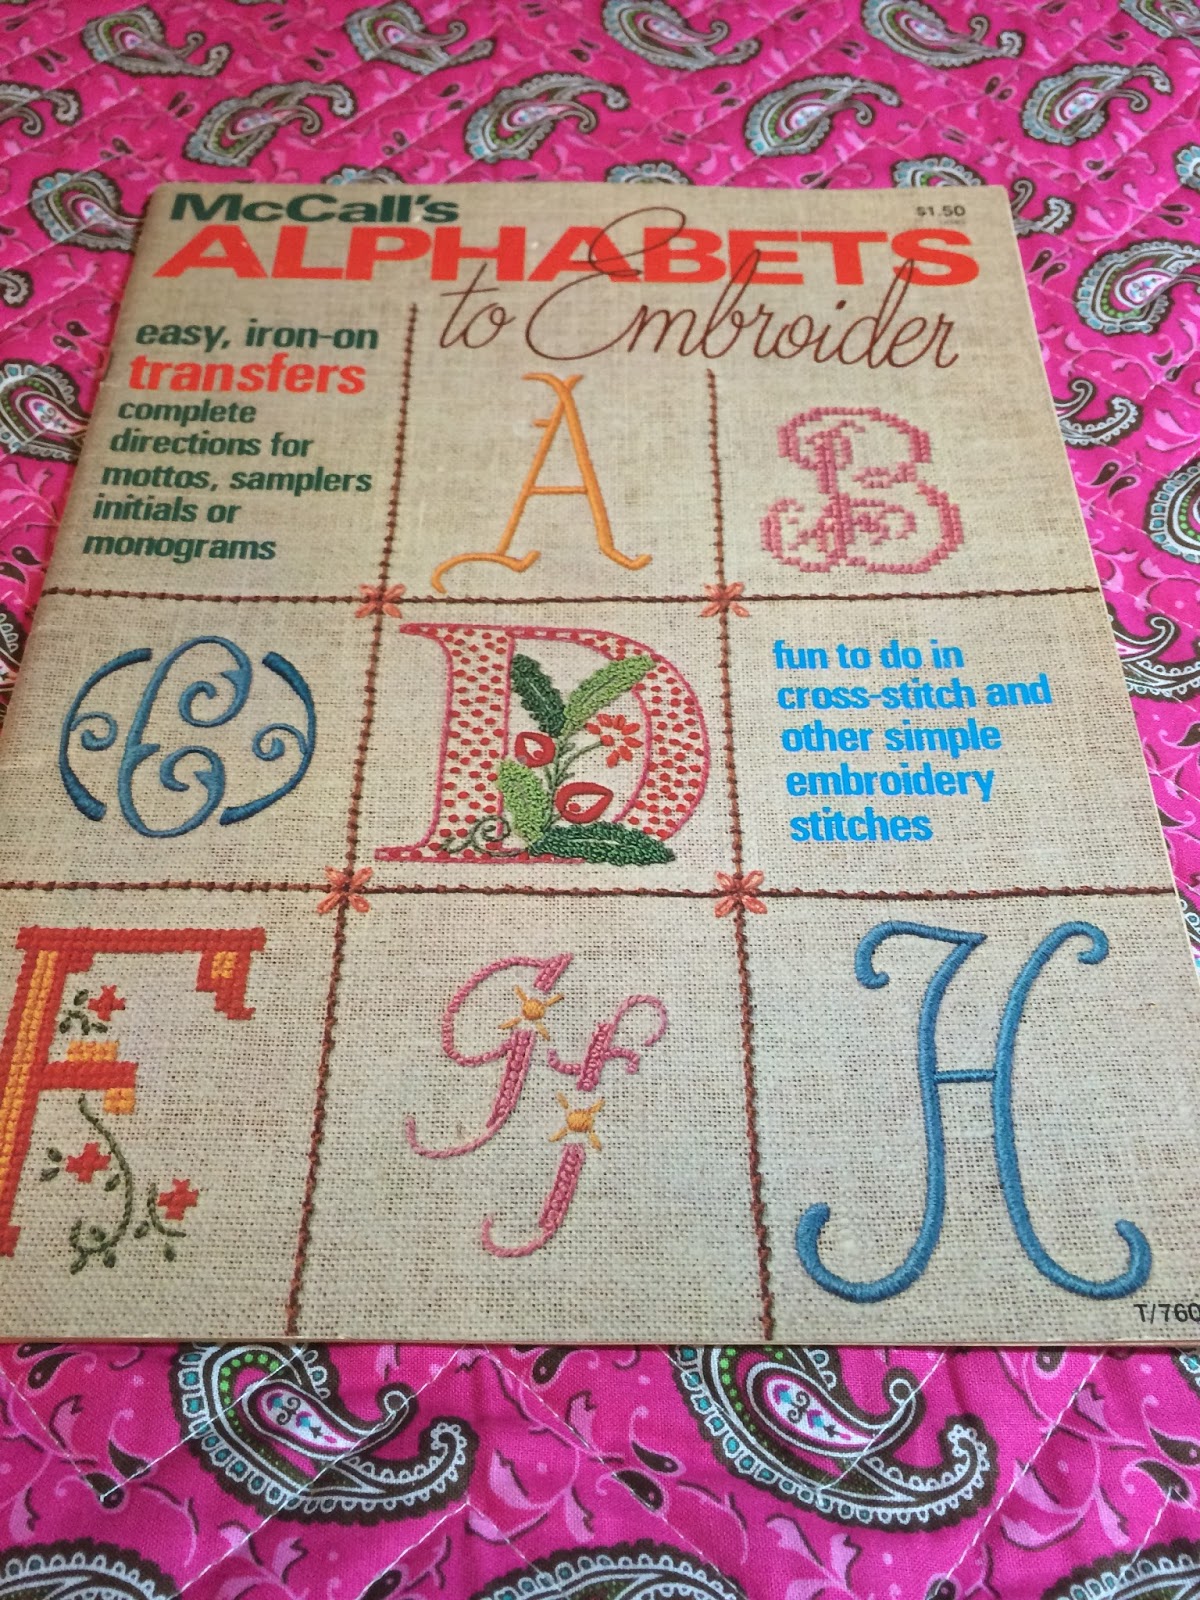 McCall's
$1.50
ALPHABETS
to Embroider
easy, iron-on
transfers
complete
directions for
mottos, samplers
initials or
monograms
A
B
C
D
fun to do in
cross-stitch and
other simple
embroidery
stitches
F
G
H
T/760